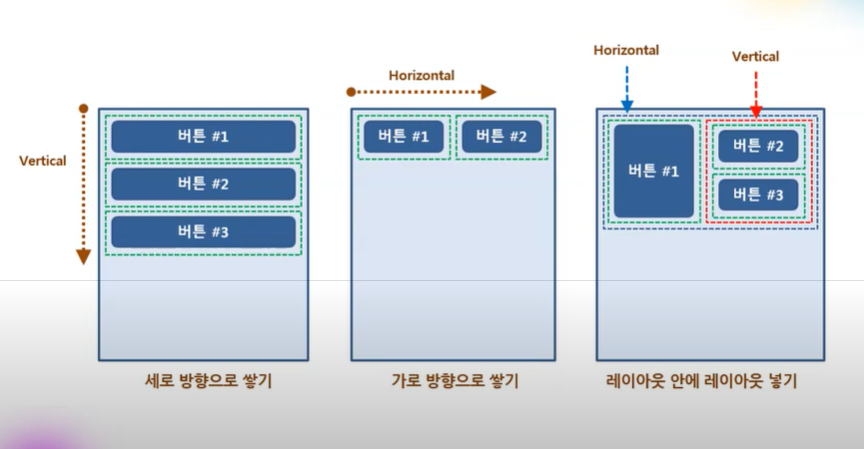 Vertical
버튼 #1
버튼 #2
버튼 #3
세로 방향으로 쌓기
Horizontal
버튼 #1
버튼 #2
가로 방향으로 쌓기
Horizontal
Vertical
버튼 #1
버튼 #2
버튼 #3
레이아웃 안에 레이아웃 넣기